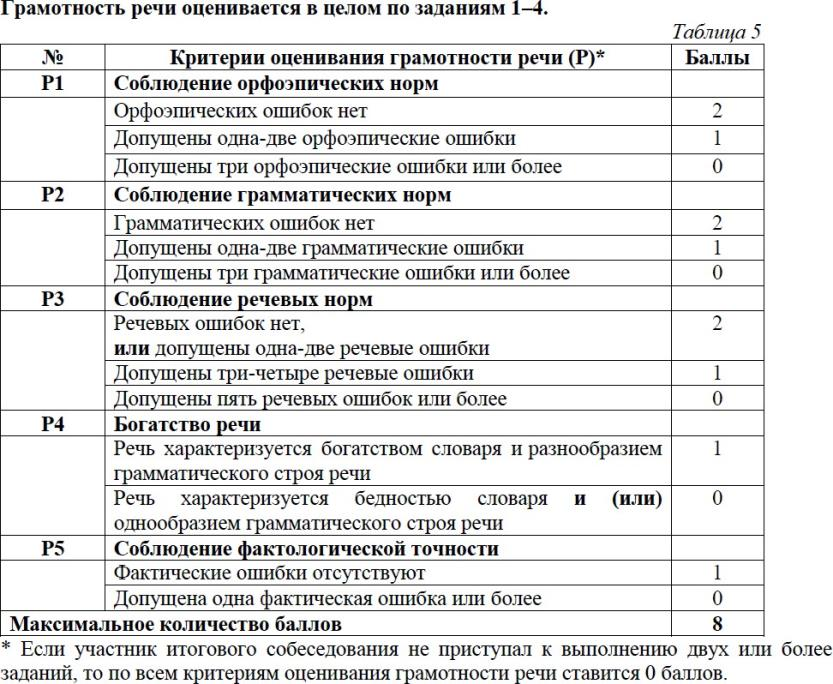 Грамотность речи оценивается в целом по заданиям 1–4.
Таблица 5
№ Критерии оценивания грамотности речи (Р)* Баллы
Р1 Соблюдение орфоэпических норм
Орфоэпических ошибок нет 2
Допущены одна-две орфоэпические ошибки 1
Допущены три орфоэпические ошибки или более 0
Р2 Соблюдение грамматических норм
Грамматических ошибок нет 2
Допущены одна-две грамматические ошибки 1
Допущены три грамматические ошибки или более 0
Р3 Соблюдение речевых норм
Речевых ошибок нет, 2
или допущены одна-две речевые ошибки
Допущены три-четыре речевые ошибки 1
Допущены пять речевых ошибок или более 0
Р4 Богатство речи
Речь характеризуется богатством словаря и разнообразием 1
грамматического строя речи
Речь характеризуется бедностью словаря и (или) 0
однообразием грамматического строя речи
Р5 Соблюдение фактологической точности
Фактические ошибки отсутствуют 1
Допущена одна фактическая ошибка или более 0
Максимальное количество баллов 8
* Если участник итогового собеседования не приступал к выполнению двух или более
заданий, то по всем критериям оценивания грамотности речи ставится 0 баллов.